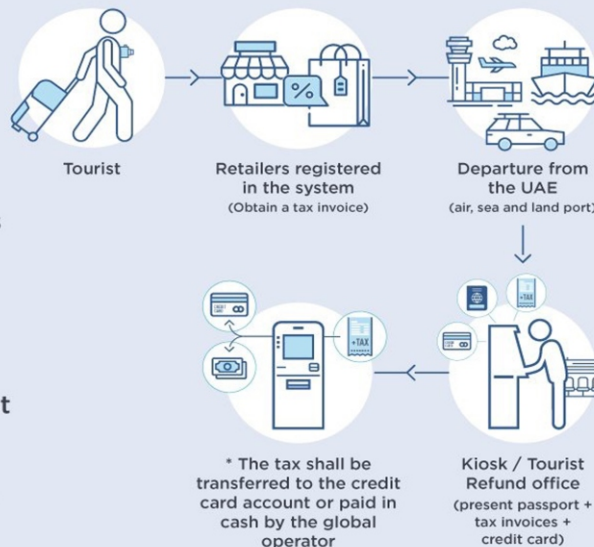 Tourist
Retailers registered
in the system
(Obtain a tax invoice)
%
Departure from
the UAE
(air, sea and land port)
+TAX
+TAX
* The tax shall be
transferred to the credit
card account or paid in
cash by the global
operator
Kiosk / Tourist
Refund office
(present passport +
tax invoices +
credit card)